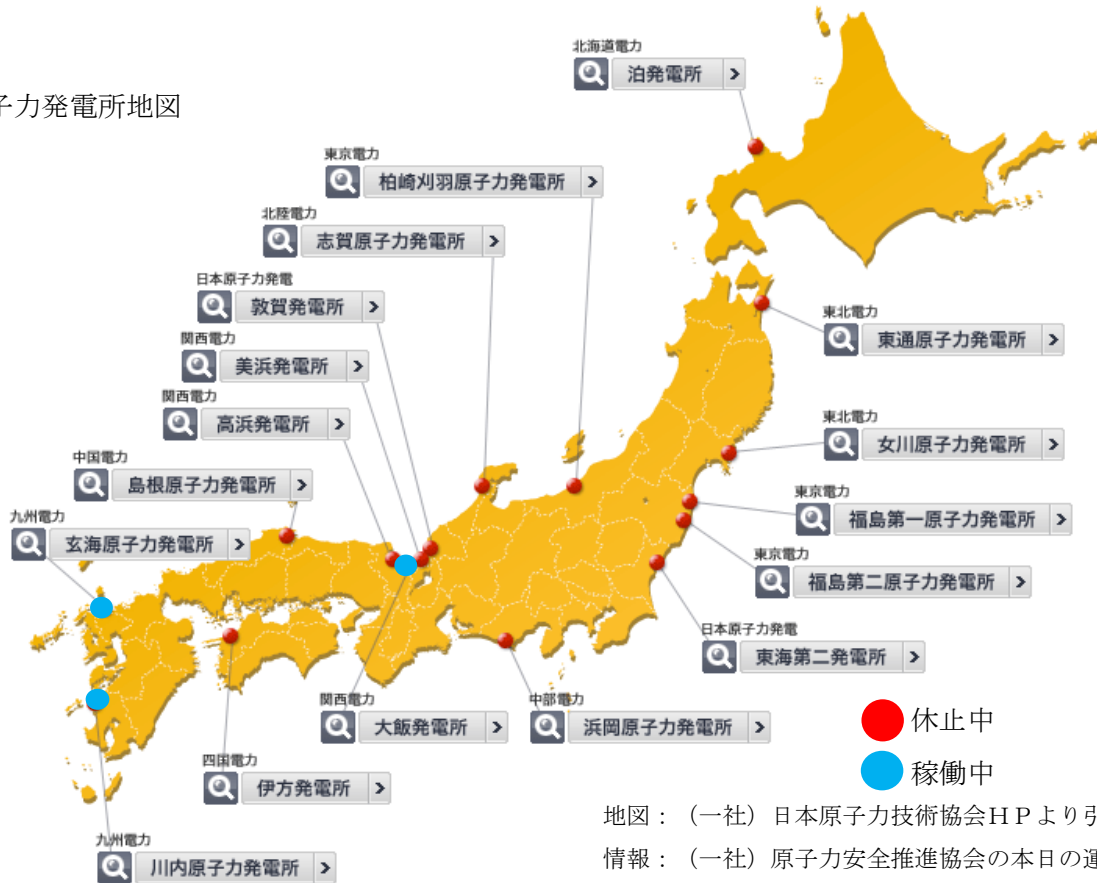 子力発電所地図
北海道電力
泊発電所
東京電力
柏崎刈羽原子力発電所
北陸電力
志賀原子力発電所
日本原子力発電
敦賀発電所
関西電力
美浜発電所
関西電力
高浜発電所
中国電力
島根原子力発電所
九州電力
玄海原子力発電所
東北電力
東通原子力発電所
東北電力
女川原子力発電所
東京電力
福島第一原子力発電所
東京電力
福島第二原子力発電所
日本原子力発電
東海第二発電所
関西電力
大飯発電所
中部電力
浜岡原子力発電所
四国電力
伊方発電所
九州電力
川内原子力発電所
休止中
稼働中
地図：（一社）日本原子力技術協会ＨＰより引
情報：（一社）原子力安全推進協会の本日の運